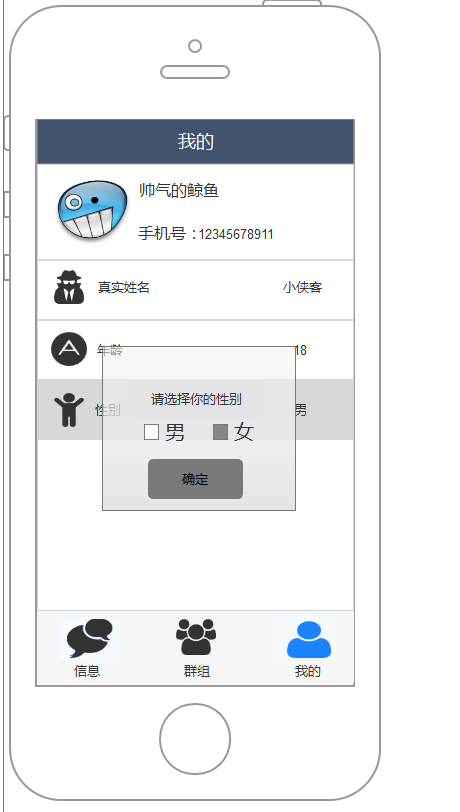 我的
帅气的鲸鱼
手机号：12345678911
真实姓名 小侠客
年龄 18
性别 男
请选择你的性别
男 女
确定
信息 群组 我的